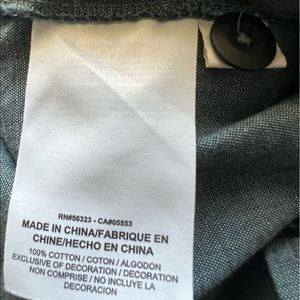 RN#56323 - CA#05553
MADE IN CHINA/FABRIQUE EN
CHINE/HECHO EN CHINA
100% COTTON / COTON / ALGODON
EXCLUSIVE OF DECORATION / DECORATION
NON COMPRISE / NO INCLUYE LA
DECORACION